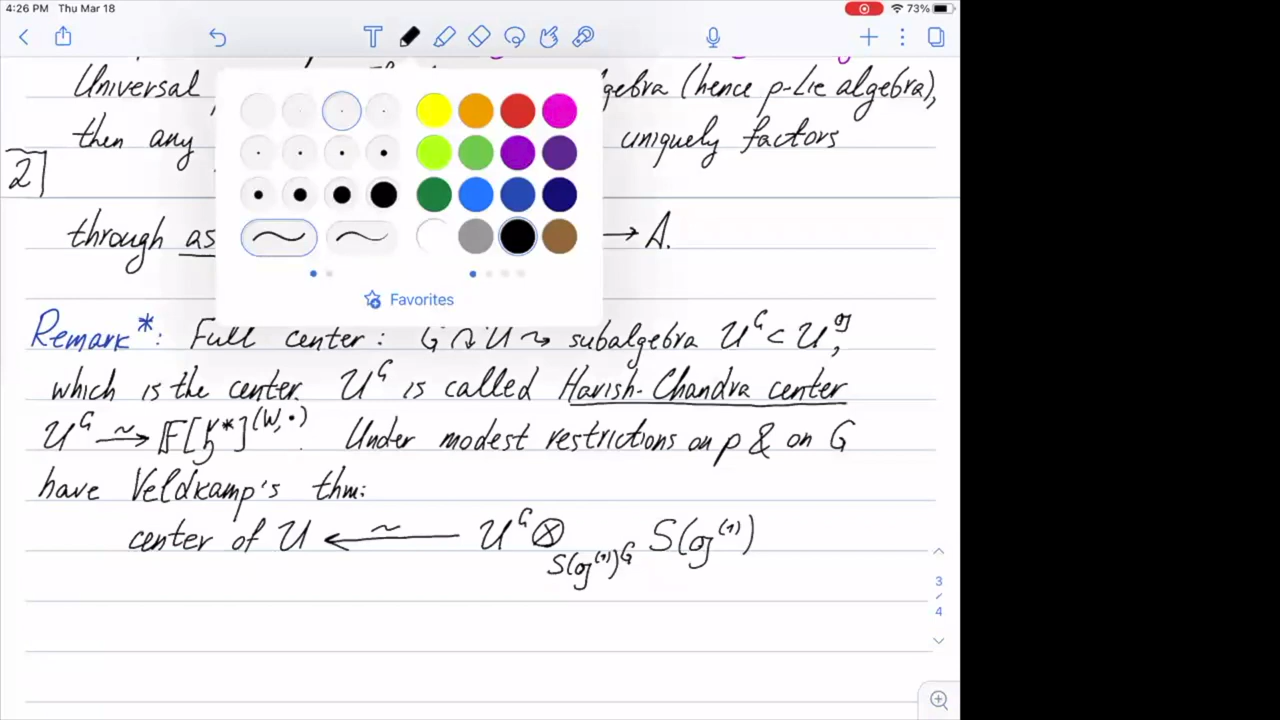 4:26 PM Thu Mar 18 73%
Universal gebra (hence p-Lie algebra),
then any uniquely factors
2
through as → A.
Favorites
Remark*: Full center: G ↷ U ⇝ subalgebra U^G ⊂ U^𝔤,
which is the center. U^G is called Harish-Chandra center
U^G ⥲ 𝔽[𝔥*]^(W,•). Under modest restrictions on p & on G
have Veldkamp's thm:
center of U ⟵~ U^G ⊗_{S(𝔤^(1))^G} S(𝔤^(1))
3
/
4